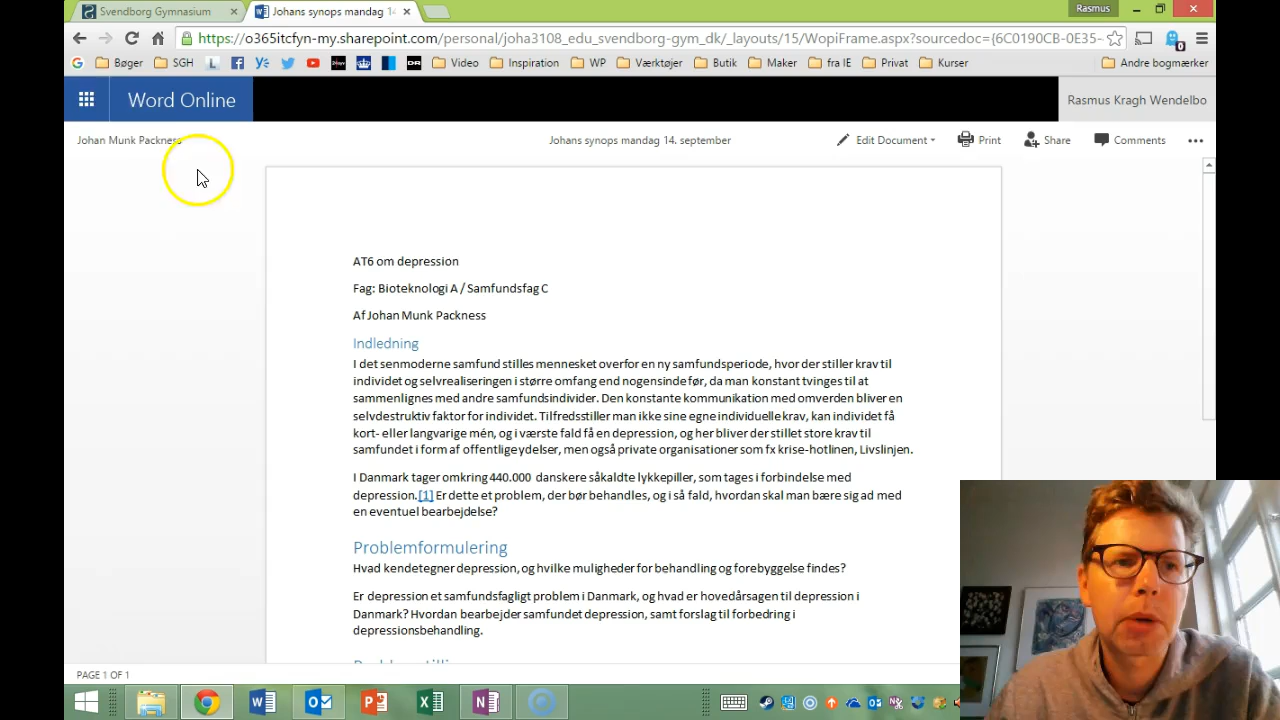 Svendborg Gymnasium
Johans synops mandag 14
Rasmus
https://o365itcfyn-my.sharepoint.com/personal/joha3108_edu_svendborg-gym_dk/_layouts/15/WopiFrame.aspx?sourcedoc={6C0190CB-0E35-
Bøger
SGH
Video
Inspiration
WP
Værktøjer
Butik
Maker
fra IE
Privat
Kurser
Andre bogmærker
Word Online
Rasmus Kragh Wendelbo
Johan Munk Packness
Johans synops mandag 14. september
Edit Document
Print
Share
Comments
AT6 om depression
Fag: Bioteknologi A / Samfundsfag C
Af Johan Munk Packness
Indledning
I det senmoderne samfund stilles mennesket overfor en ny samfundsperiode, hvor der stiller krav til
individet og selvrealiseringen i større omfang end nogensinde før, da man konstant tvinges til at
sammenlignes med andre samfundsindivider. Den konstante kommunikation med omverden bliver en
selvdestruktiv faktor for individet. Tilfredsstiller man ikke sine egne individuelle krav, kan individet få
kort- eller langvarige mén, og i værste fald få en depression, og her bliver der stillet store krav til
samfundet i form af offentlige ydelser, men også private organisationer som fx krise-hotlinen, Livslinjen.
I Danmark tager omkring 440.000 danskere såkaldte lykkepiller, som tages i forbindelse med
depression.[1] Er dette et problem, der bør behandles, og i så fald, hvordan skal man bære sig ad med
en eventuel bearbejdelse?
Problemformulering
Hvad kendetegner depression, og hvilke muligheder for behandling og forebyggelse findes?
Er depression et samfundsfagligt problem i Danmark, og hvad er hovedårsagen til depression i
Danmark? Hvordan bearbejder samfundet depression, samt forslag til forbedring i
depressionsbehandling.
PAGE 1 OF 1